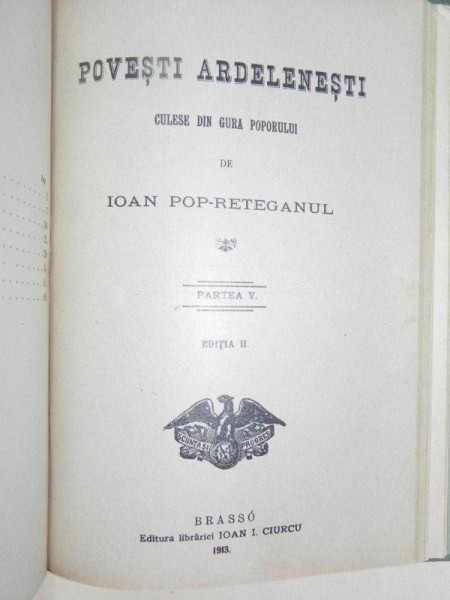 POVEȘTI ARDELENEȘTI
CULESE DIN GURA POPORULUI
DE
IOAN POP-RETEGANUL
PARTEA V.
EDIȚIA II.
BRASSÓ
Editura librăriei IOAN I. CIURCU
1913.